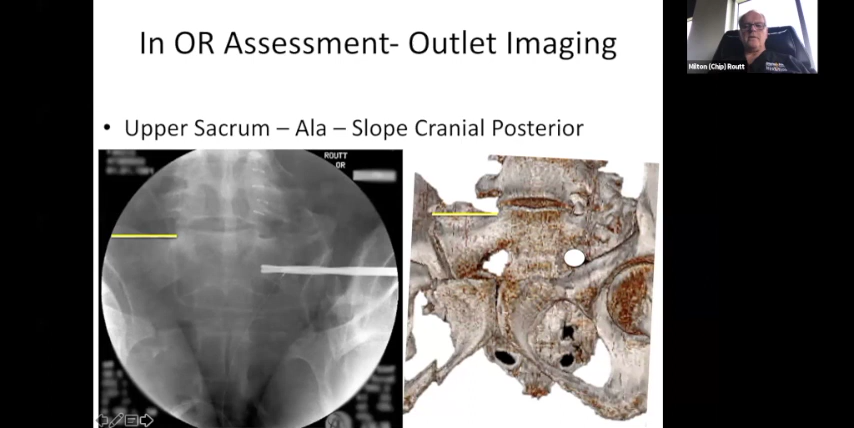 In OR Assessment- Outlet Imaging
Milton (Chip) Routt
• Upper Sacrum – Ala – Slope Cranial Posterior
ROUTT
OR